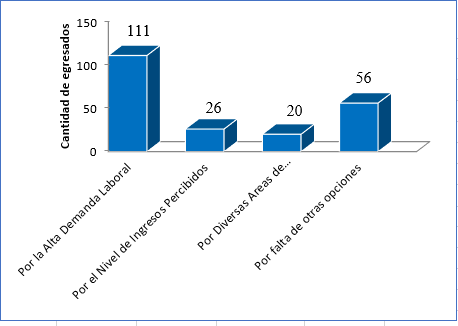 150
100
50
0
Cantidad de egresados
111
26
20
56
Por la Alta Demanda Laboral
Por el Nivel de Ingresos Percibidos
Por Diversas Areas de...
Por falta de otras opciones